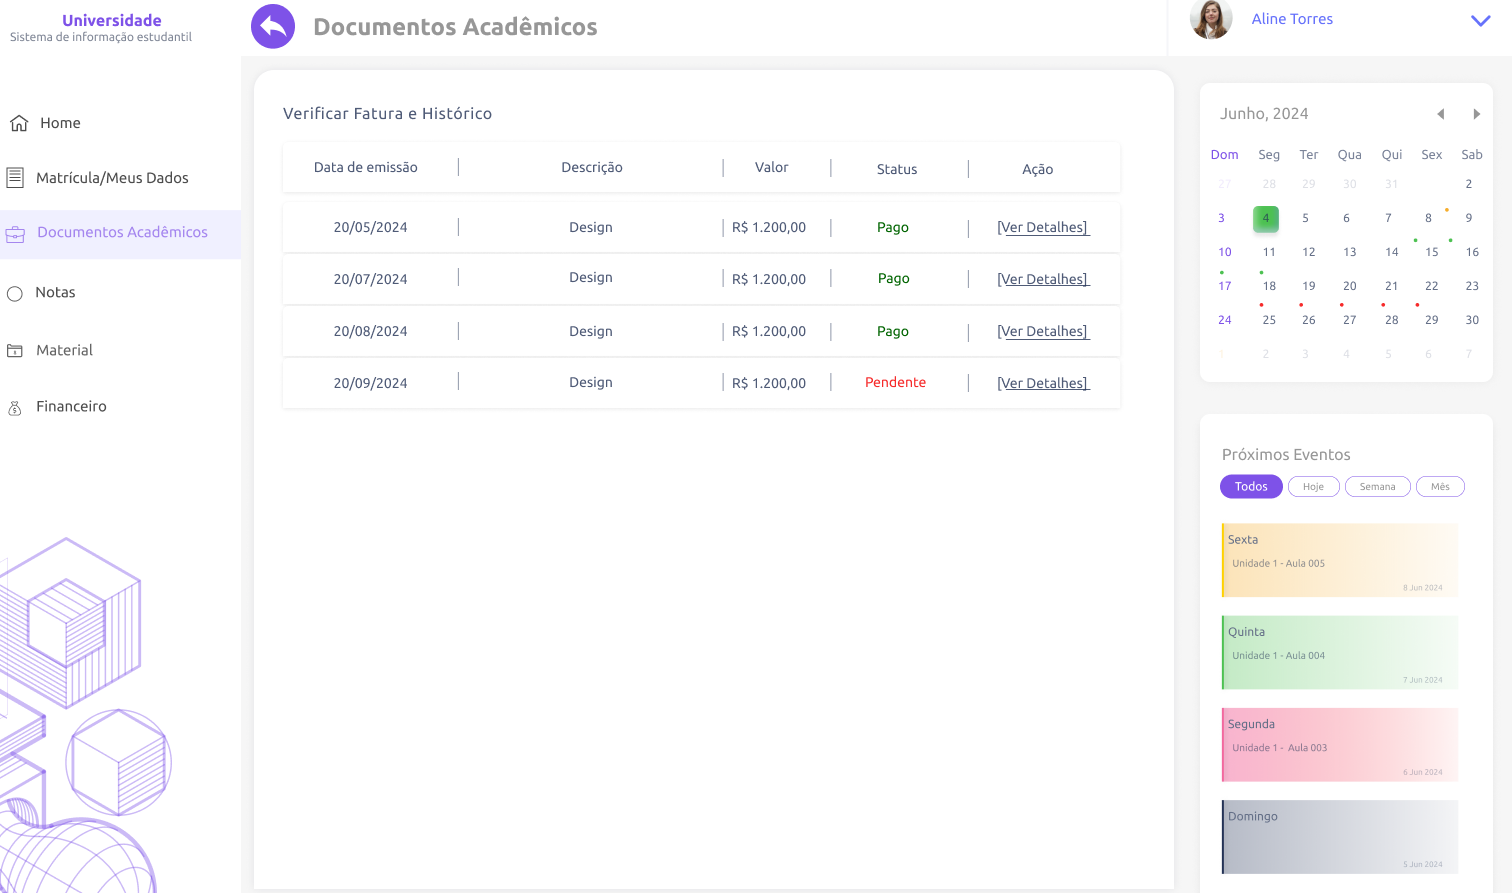 Universidade
Sistema de informação estudantil
Home
Matrícula/Meus Dados
Documentos Acadêmicos
Notas
Material
Financeiro
Documentos Acadêmicos
Aline Torres
Verificar Fatura e Histórico
Data de emissão | Descrição | Valor | Status | Ação
20/05/2024 | Design | R$ 1.200,00 | Pago | [Ver Detalhes]
20/07/2024 | Design | R$ 1.200,00 | Pago | [Ver Detalhes]
20/08/2024 | Design | R$ 1.200,00 | Pago | [Ver Detalhes]
20/09/2024 | Design | R$ 1.200,00 | Pendente | [Ver Detalhes]
Junho, 2024
Dom Seg Ter Qua Qui Sex Sab
27 28 29 30 31 2
3 4 5 6 7 8 9
10 11 12 13 14 15 16
17 18 19 20 21 22 23
24 25 26 27 28 29 30
1 2 3 4 5 6 7
Próximos Eventos
Todos Hoje Semana Mês
Sexta
Unidade 1 - Aula 005
8 Jun 2024
Quinta
Unidade 1 - Aula 004
7 Jun 2024
Segunda
Unidade 1 - Aula 003
6 Jun 2024
Domingo
5 Jun 2024